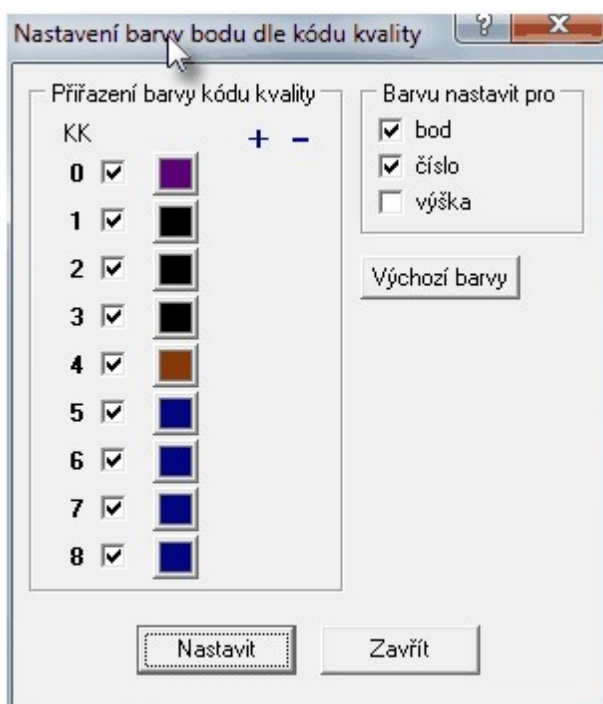 Nastavení barvy bodu dle kódu kvality
Přiřazení barvy kódu kvality
KK
+ −
0
1
2
3
4
5
6
7
8
Barvu nastavit pro
bod
číslo
výška
Výchozí barvy
Nastavit
Zavřít